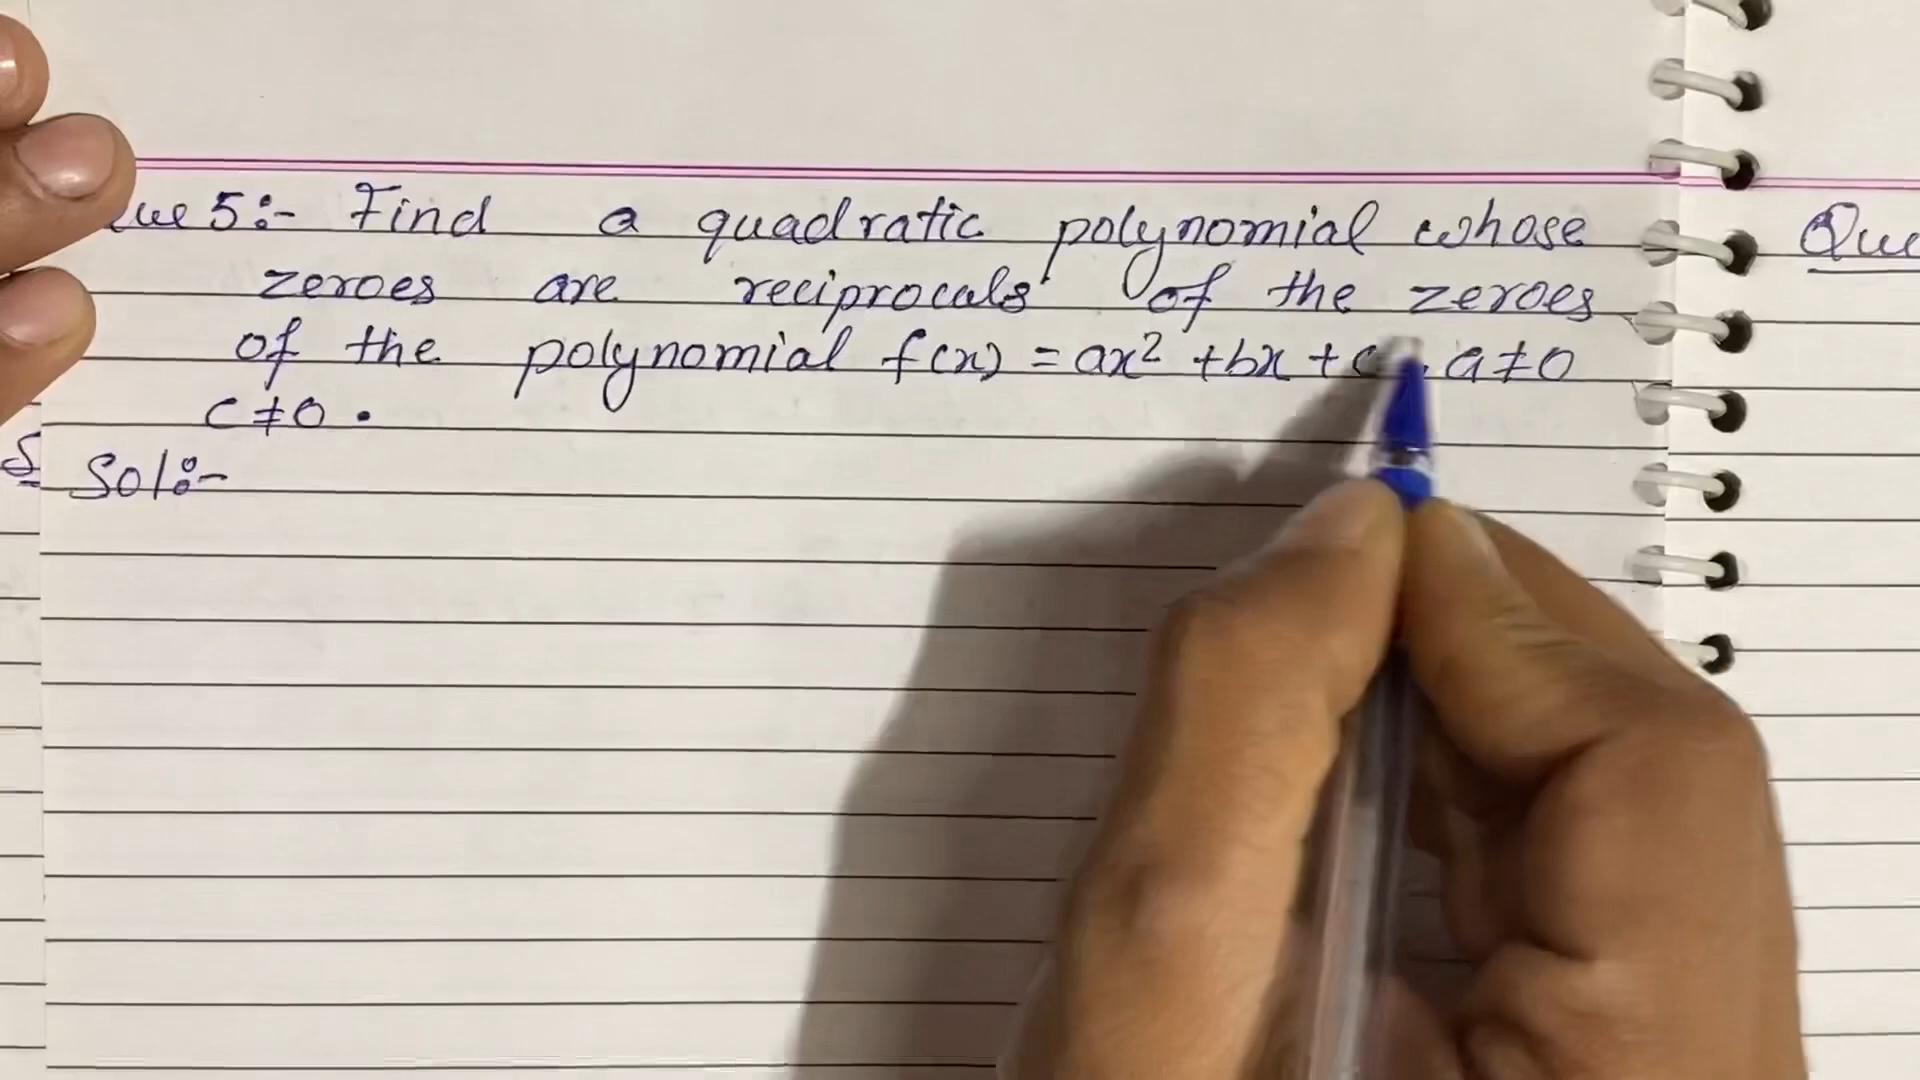 5:- Find a quadratic polynomial whose
zeroes are reciprocals of the zeroes
of the polynomial f(x) = ax² + bx + c, a ≠ 0
c ≠ 0.
Sol:-
Que